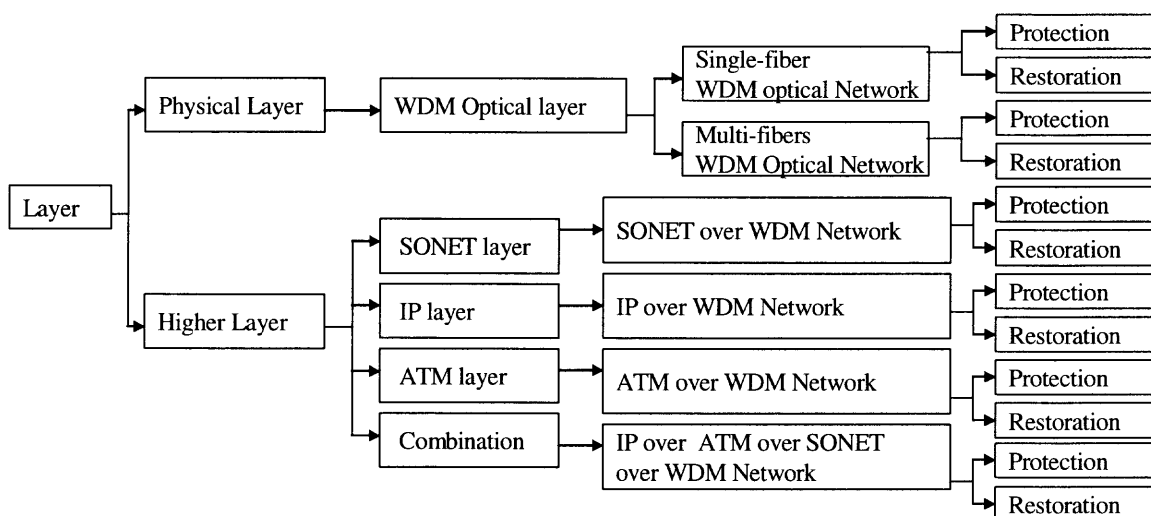 Layer
Physical Layer
WDM Optical layer
Single-fiber
WDM optical Network
Protection
Restoration
Multi-fibers
WDM Optical Network
Protection
Restoration
Higher Layer
SONET layer
SONET over WDM Network
Protection
Restoration
IP layer
IP over WDM Network
Protection
Restoration
ATM layer
ATM over WDM Network
Protection
Restoration
Combination
IP over ATM over SONET
over WDM Network
Protection
Restoration